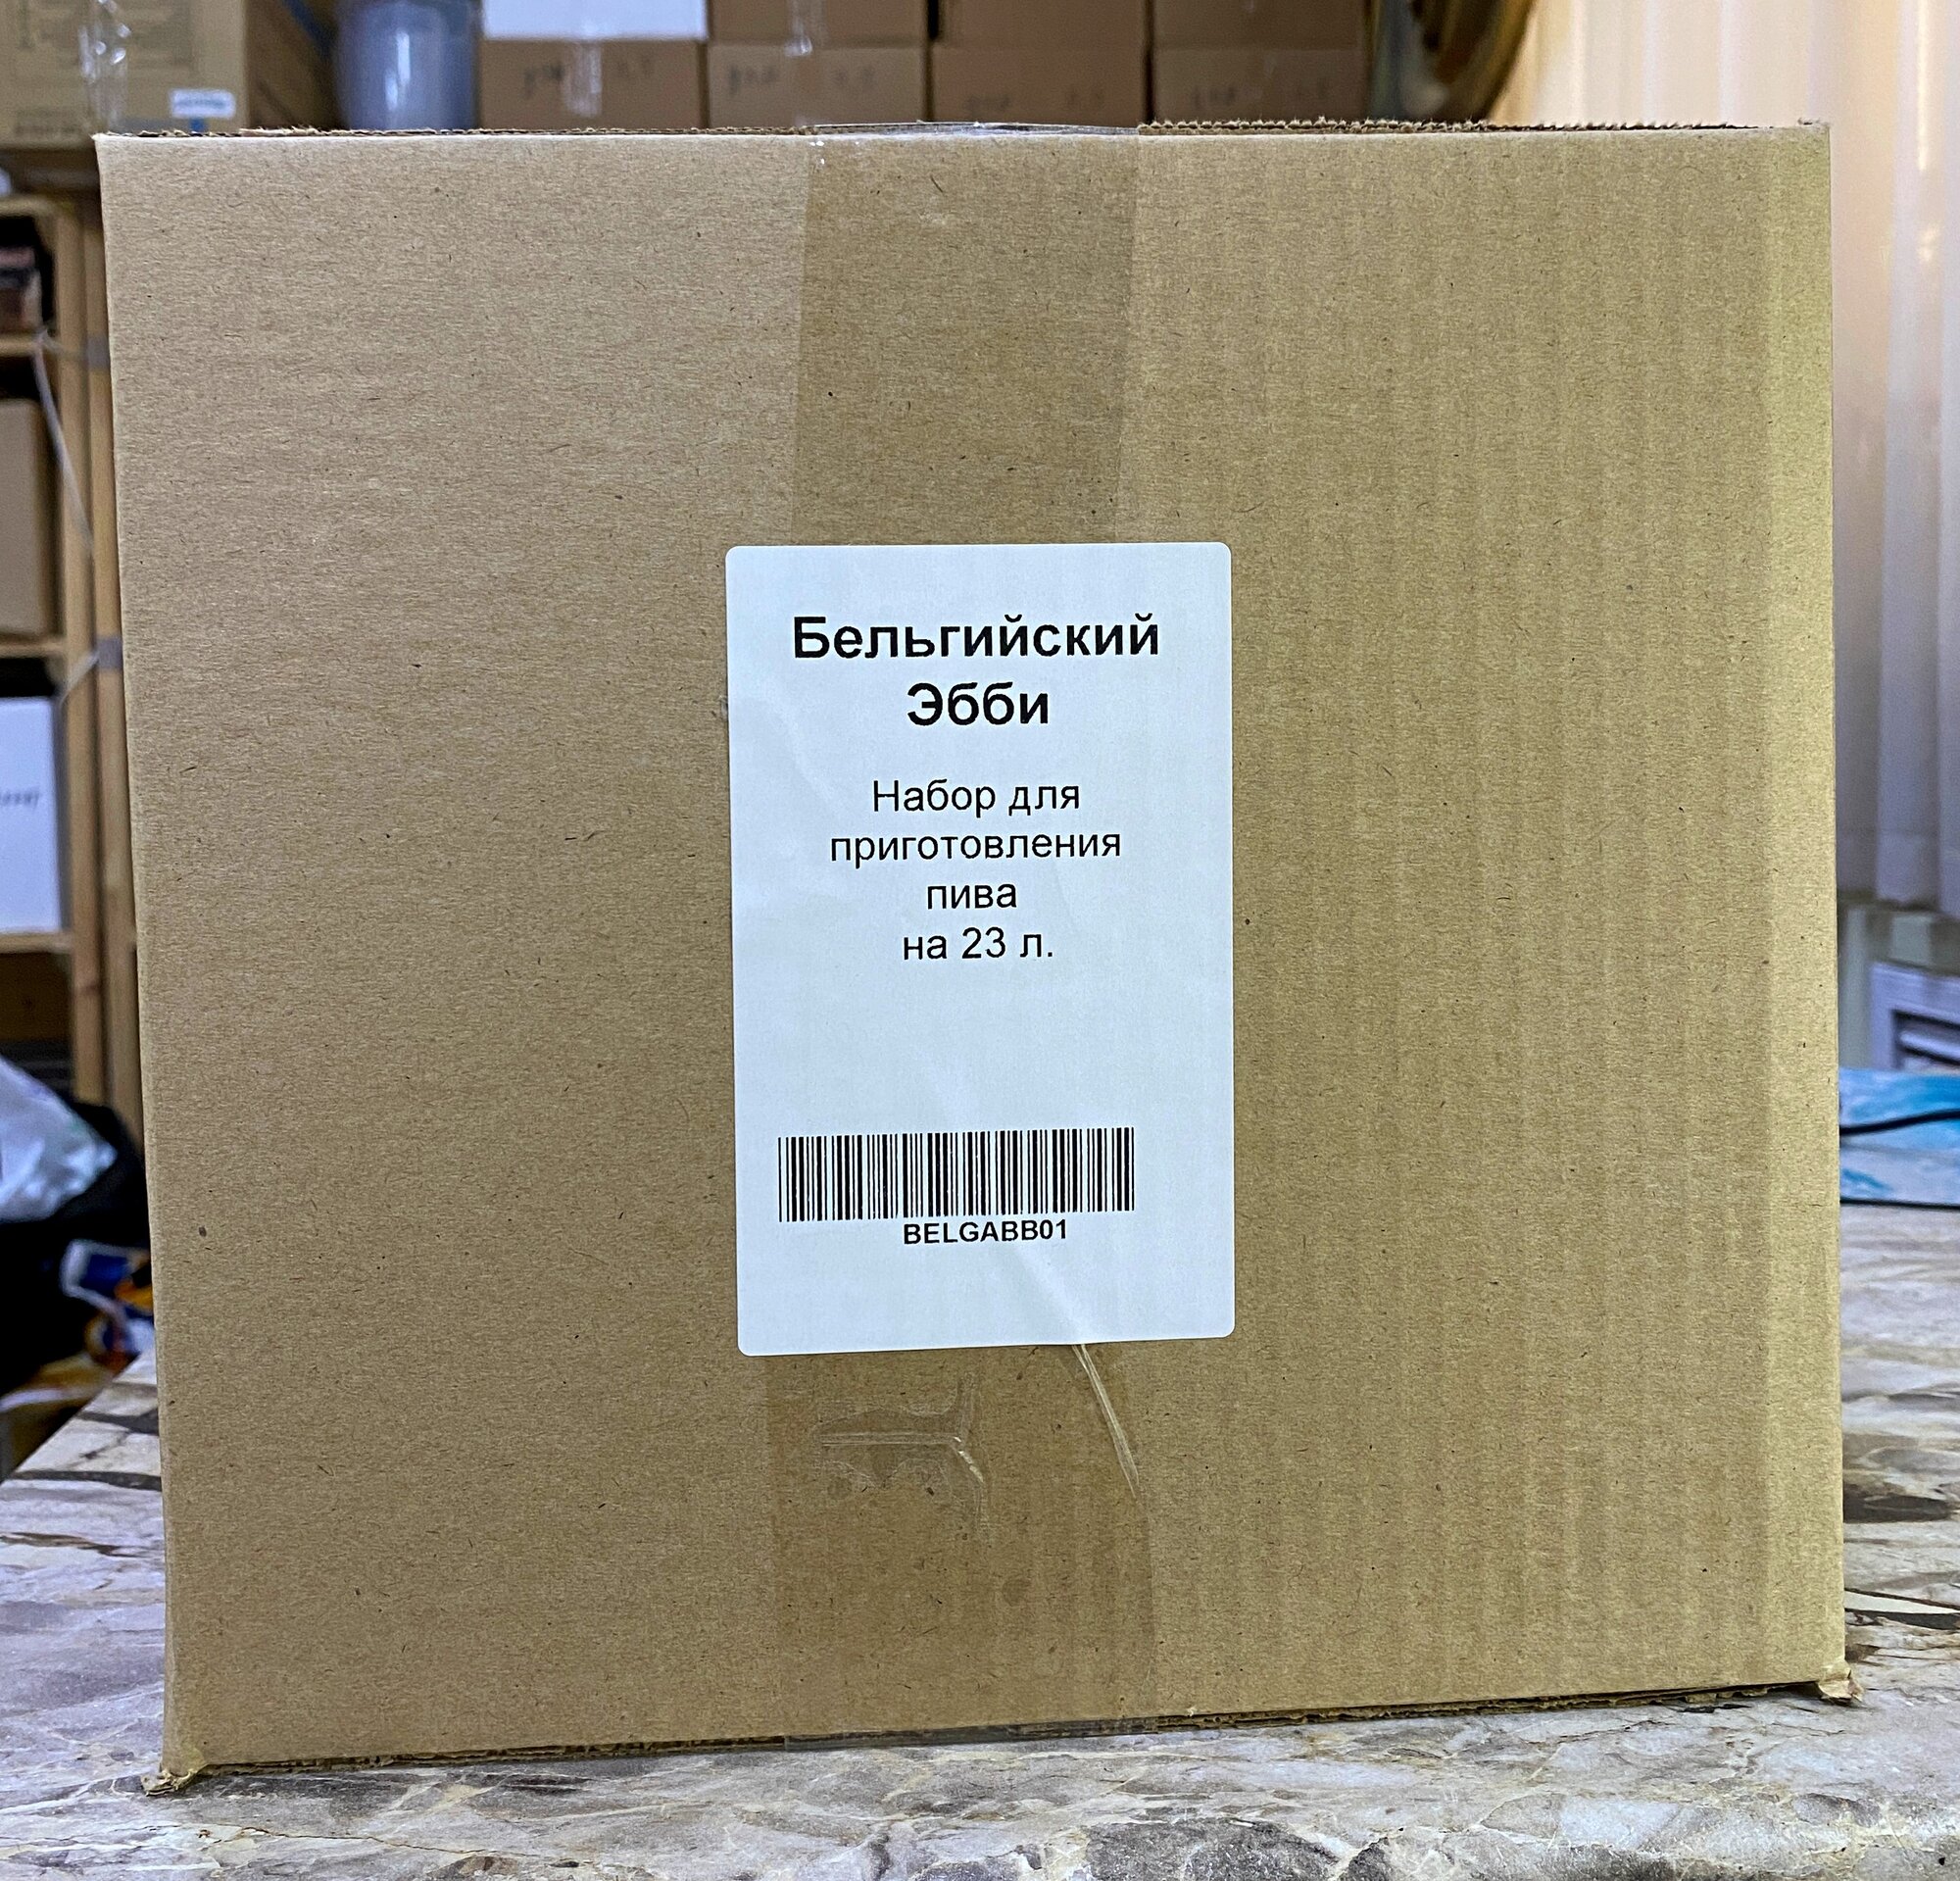 Бельгийский
Эбби
Набор для
приготовления
пива
на 23 л.
BELGABB01